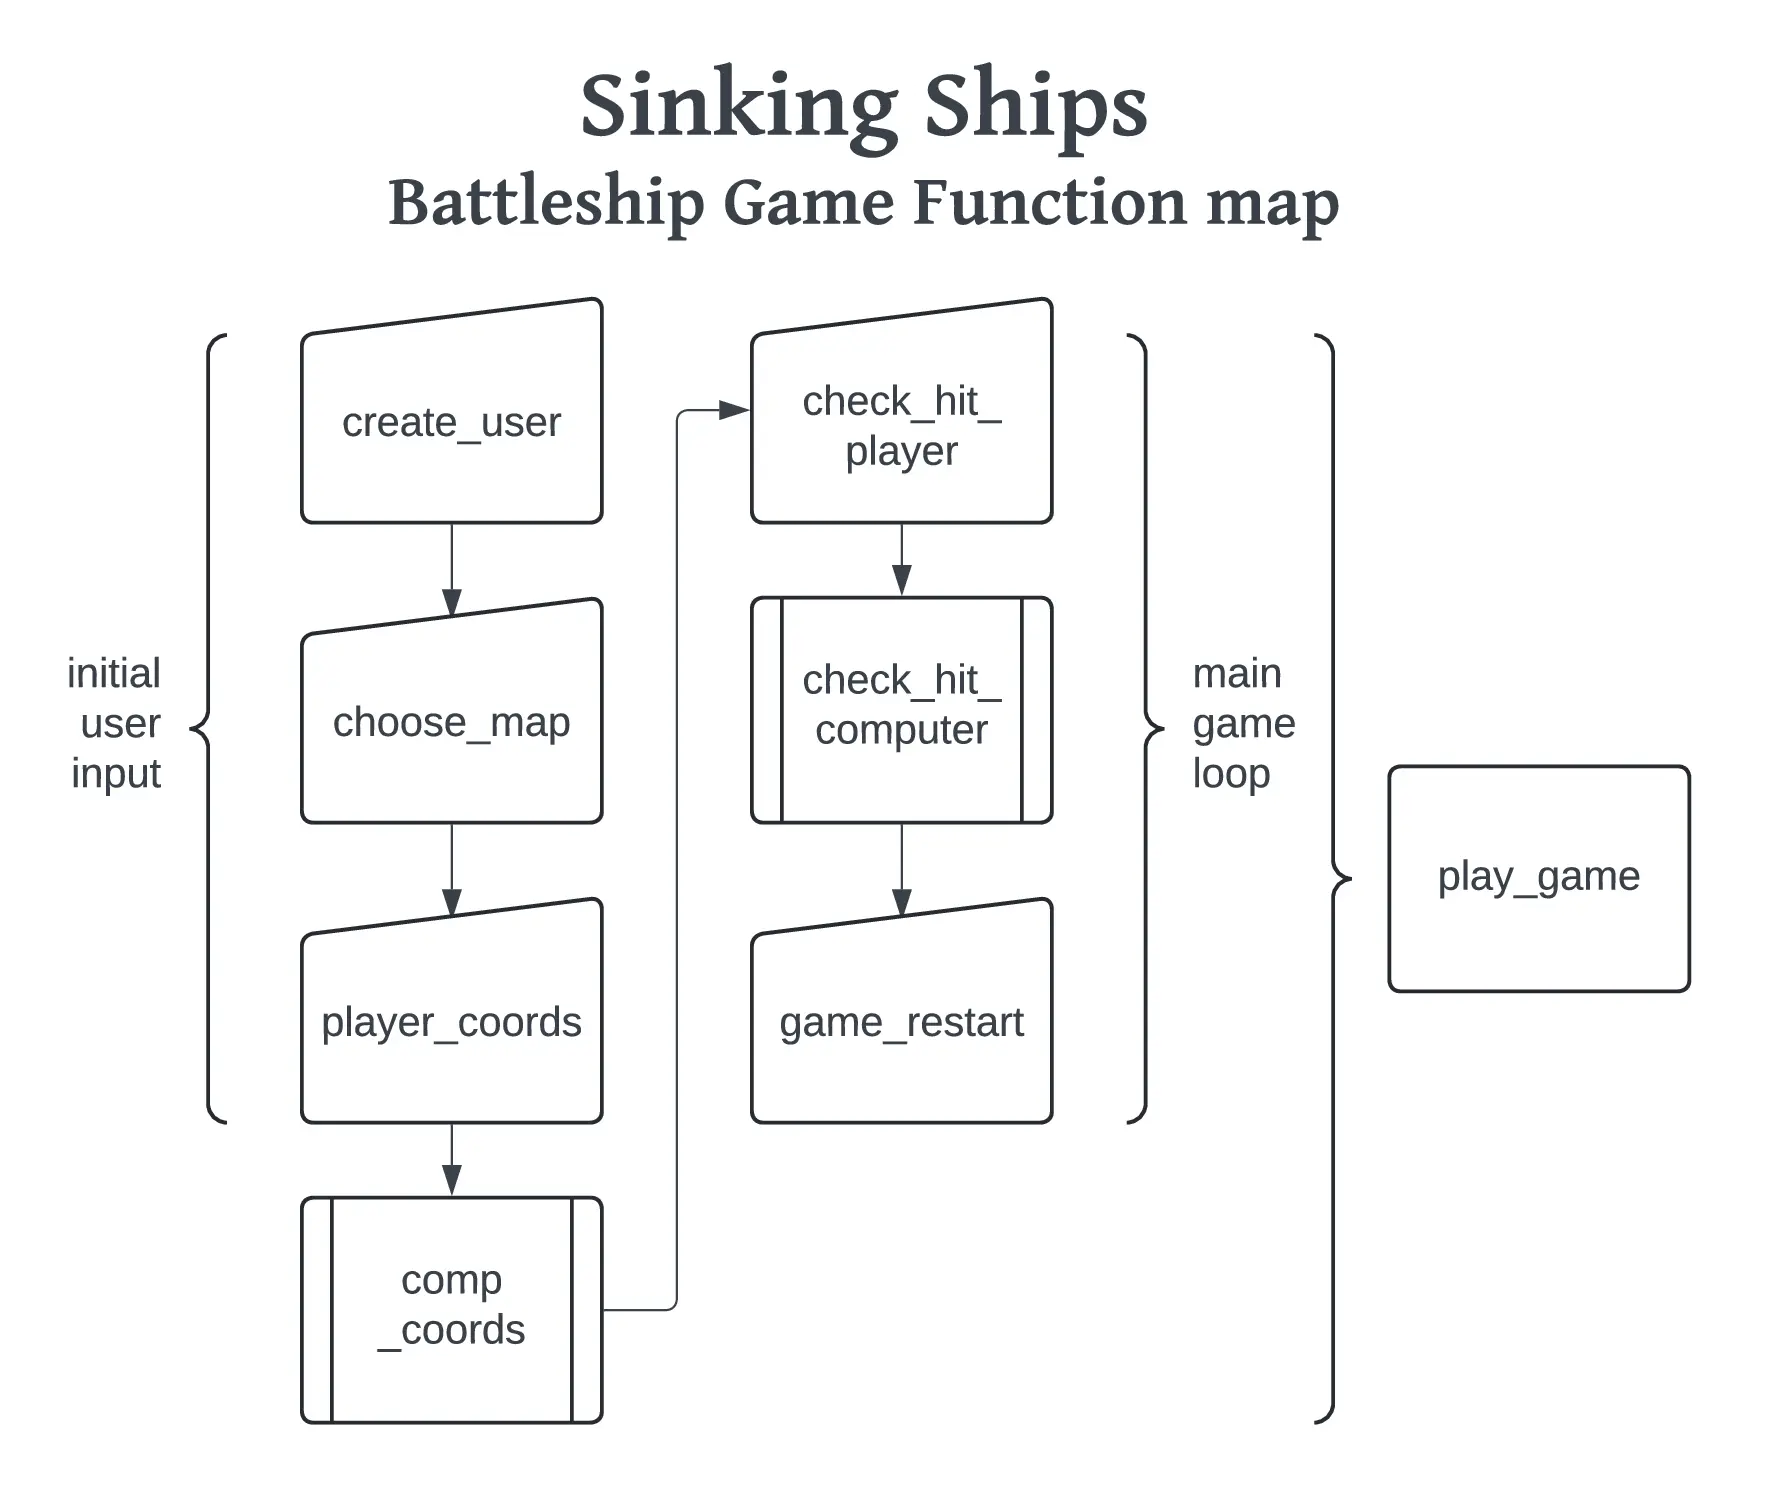 Sinking Ships
Battleship Game Function map
initial
user
input
create_user
choose_map
player_coords
comp
_coords
check_hit_
player
check_hit_
computer
game_restart
main
game
loop
play_game